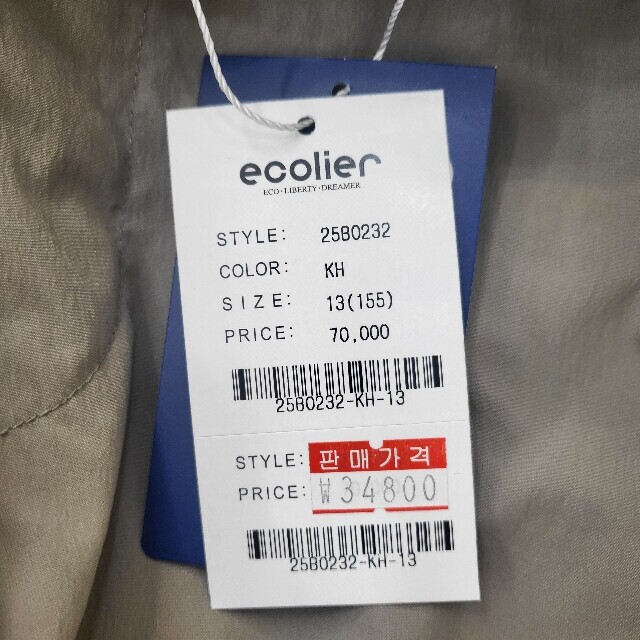 ecolier
ECO · LIBERTY · DREAMER
STYLE: 25B0232
COLOR: KH
SIZE: 13(155)
PRICE: 70,000
25B0232-KH-13
STYLE: 판매가격
PRICE: ₩34800
25B0232-KH-13